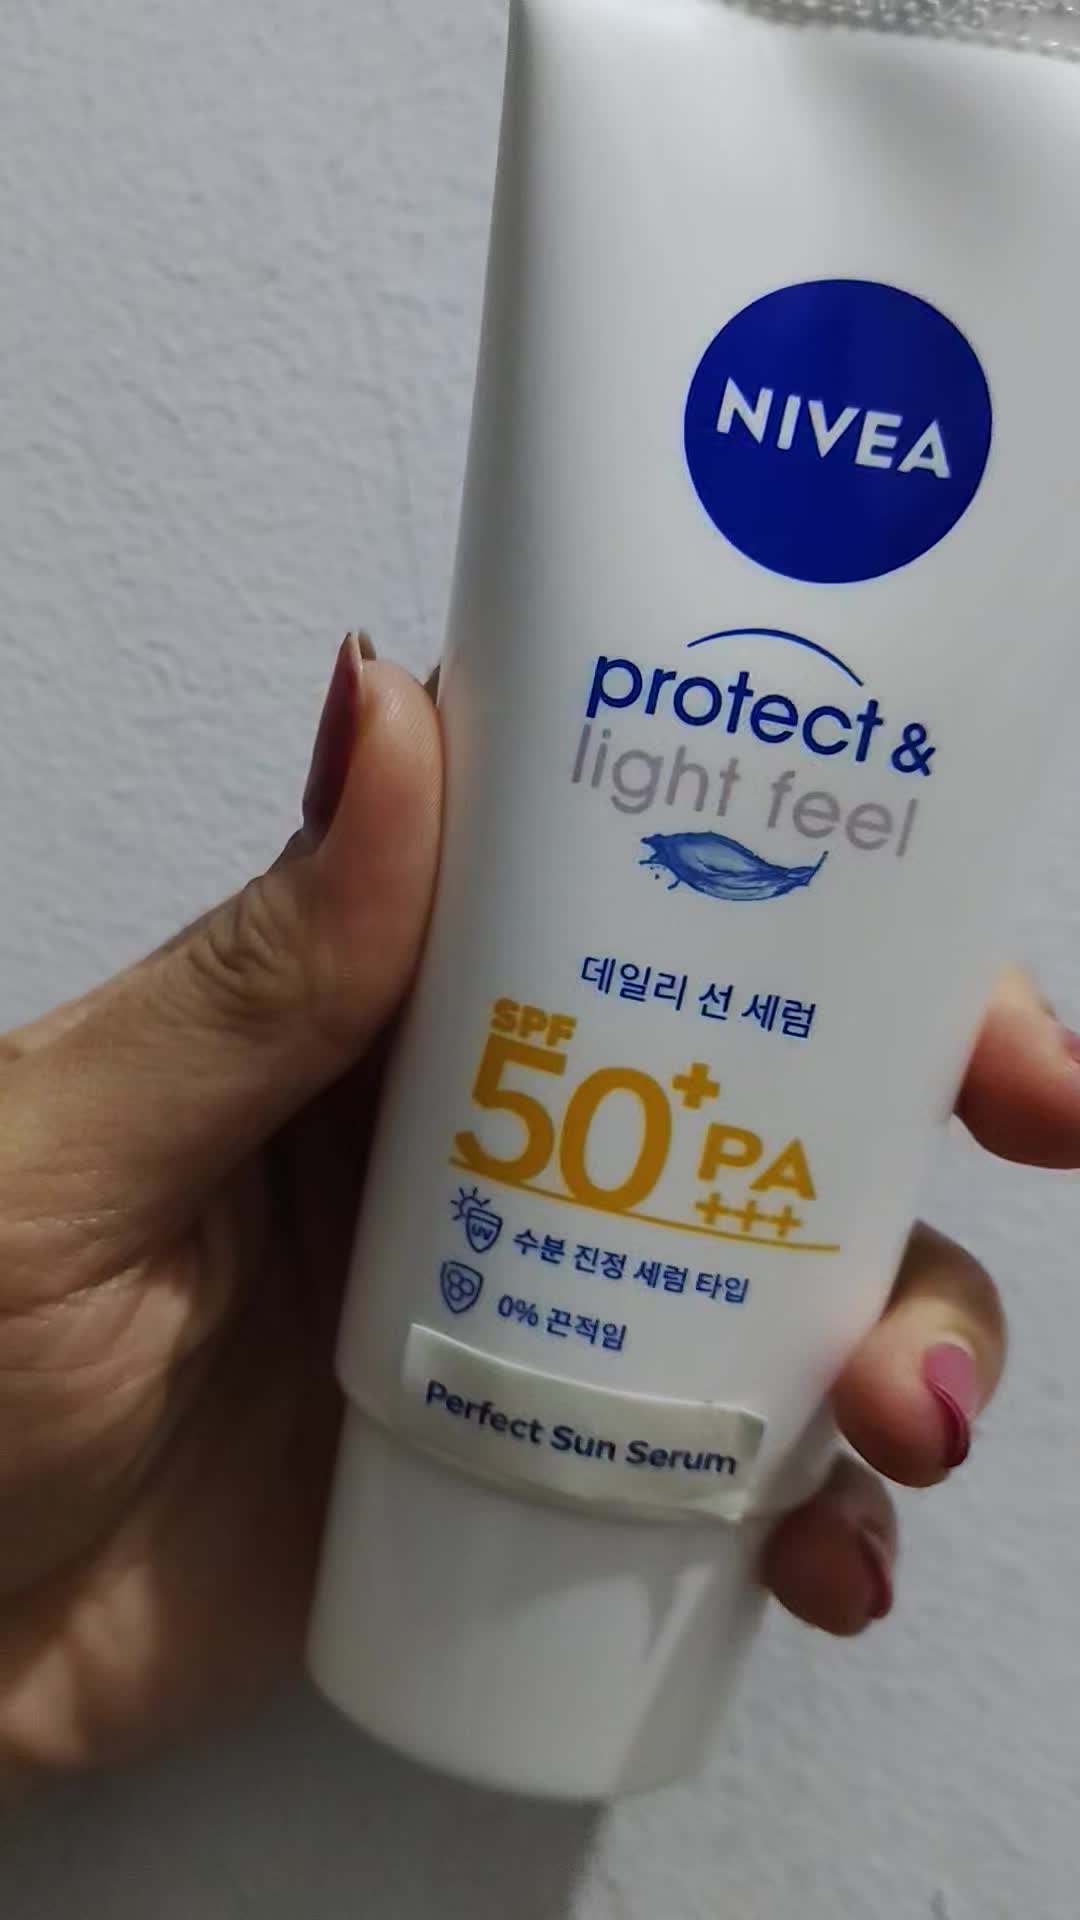 NIVEA
protect &
light feel
데일리 선 세럼
SPF
50+ PA
+++
UV
수분 진정 세럼 타입
0% 끈적임
Perfect Sun Serum